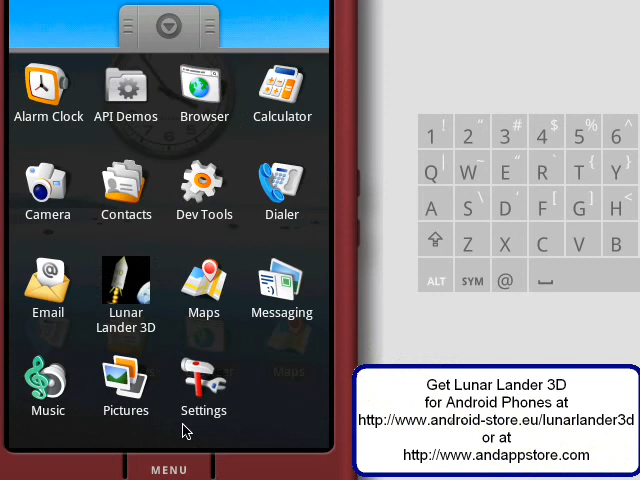 Alarm Clock API Demos Browser Calculator
Camera Contacts Dev Tools Dialer
Email Lunar Lander 3D Maps Messaging
Music Pictures Settings
MENU
1 ! 2 " 3 # 4 $ 5 % 6 ^
Q | W ~ E “ R ` T { Y }
A S \ D ' F [ G ] H <
Z X C V B
ALT SYM @
Get Lunar Lander 3D
for Android Phones at
http://www.android-store.eu/lunarlander3d
or at
http://www.andappstore.com